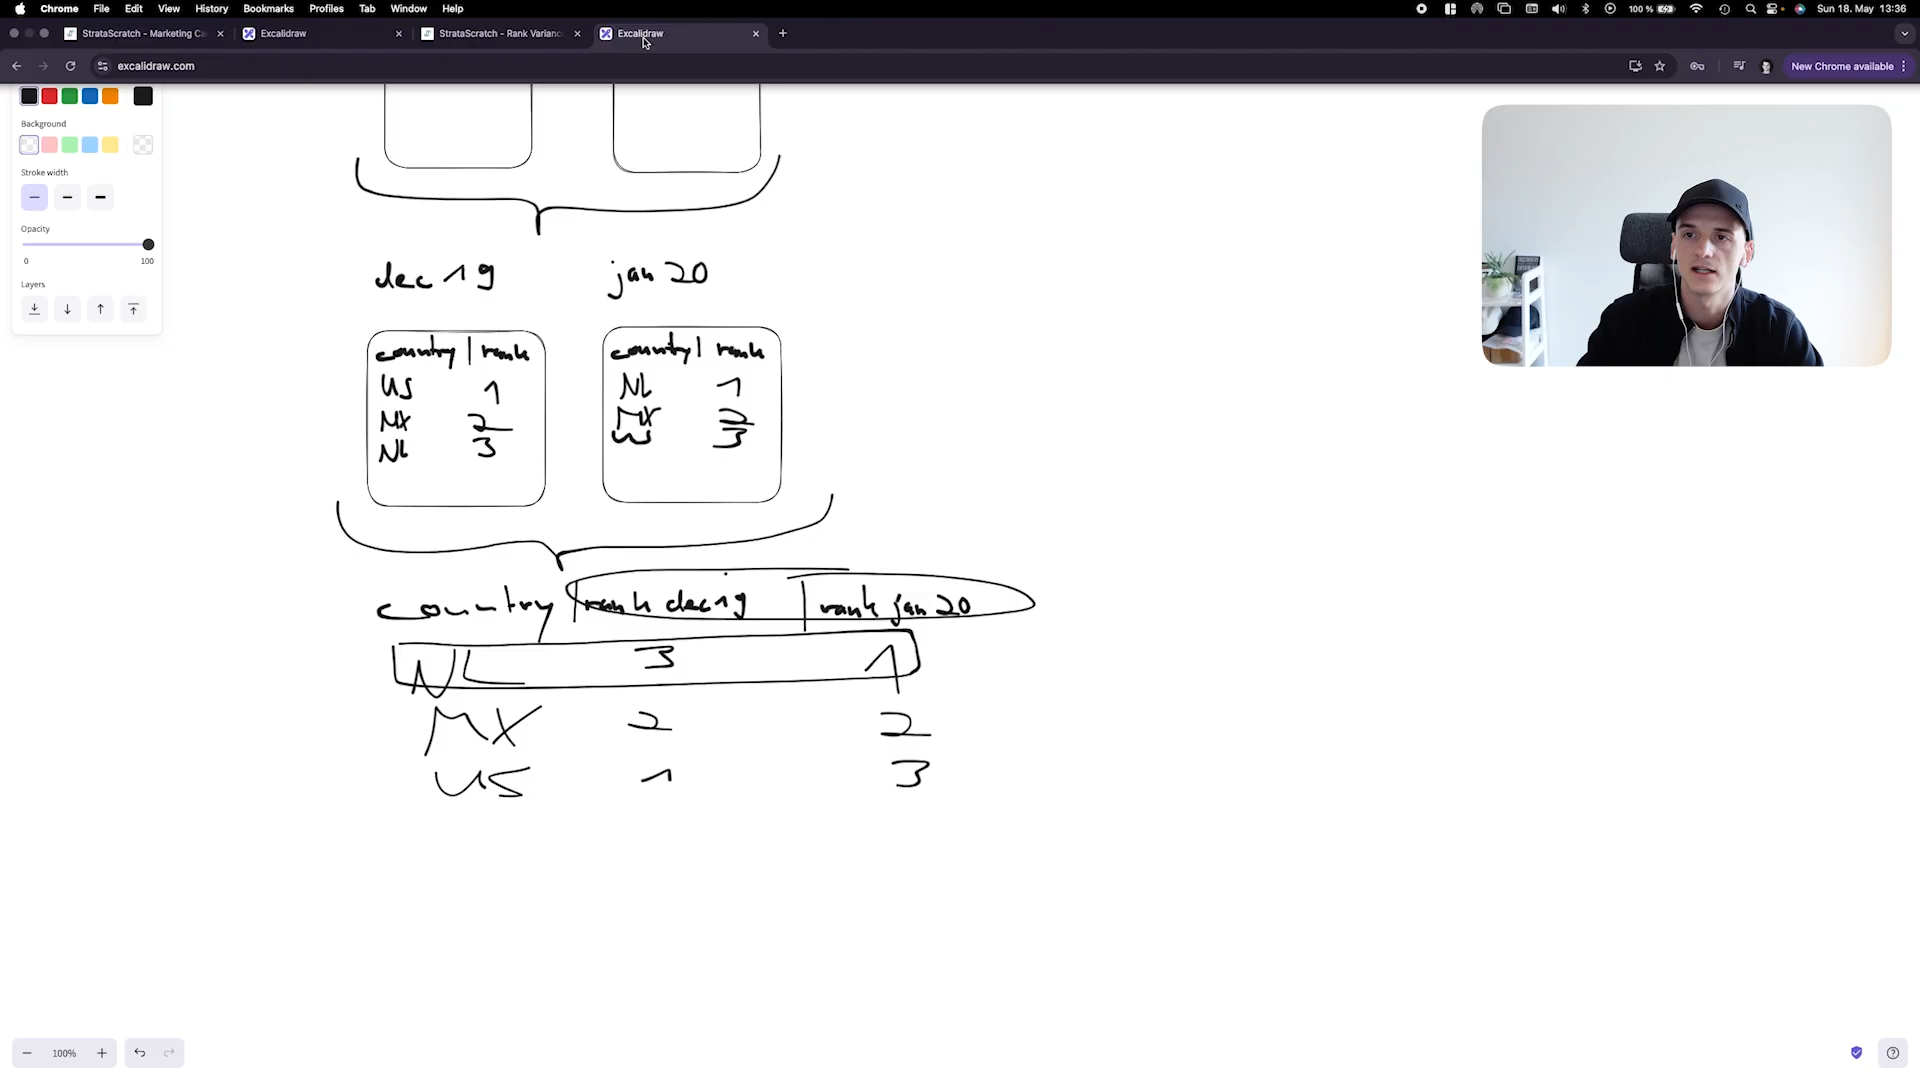 Chrome File Edit View History Bookmarks Profiles Tab Window Help 100 % Sun 18. May 13:36
StrataScratch - Marketing Ca Excalidraw StrataScratch - Rank Varianc Excalidraw
excalidraw.com New Chrome available
Background
Stroke width
Opacity
0 100
Layers
dec 19 jan 20
country | rank
US 1
MX 2
NL 3
country | rank
NL 1
MX 2
US 3
country | rank dec 19 | rank jan 20
NL 3 1
MX 2 2
US 1 3
100%